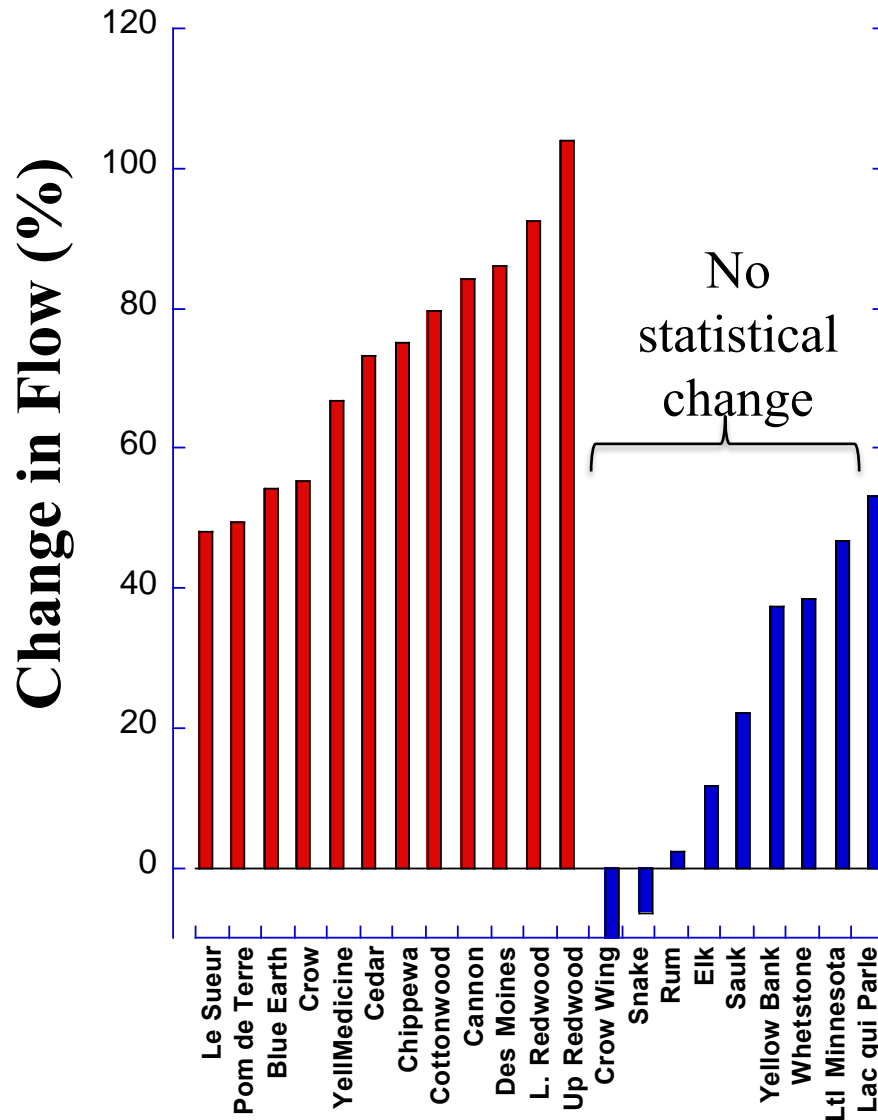 120
100
80
60
40
20
0
Change in Flow (%)
No
statistical
change
Le Sueur
Pom de Terre
Blue Earth
Crow
YellMedicine
Cedar
Chippewa
Cottonwood
Cannon
Des Moines
L. Redwood
Up Redwood
Crow Wing
Snake
Rum
Elk
Sauk
Yellow Bank
Whetstone
Ltl Minnesota
Lac qui Parle